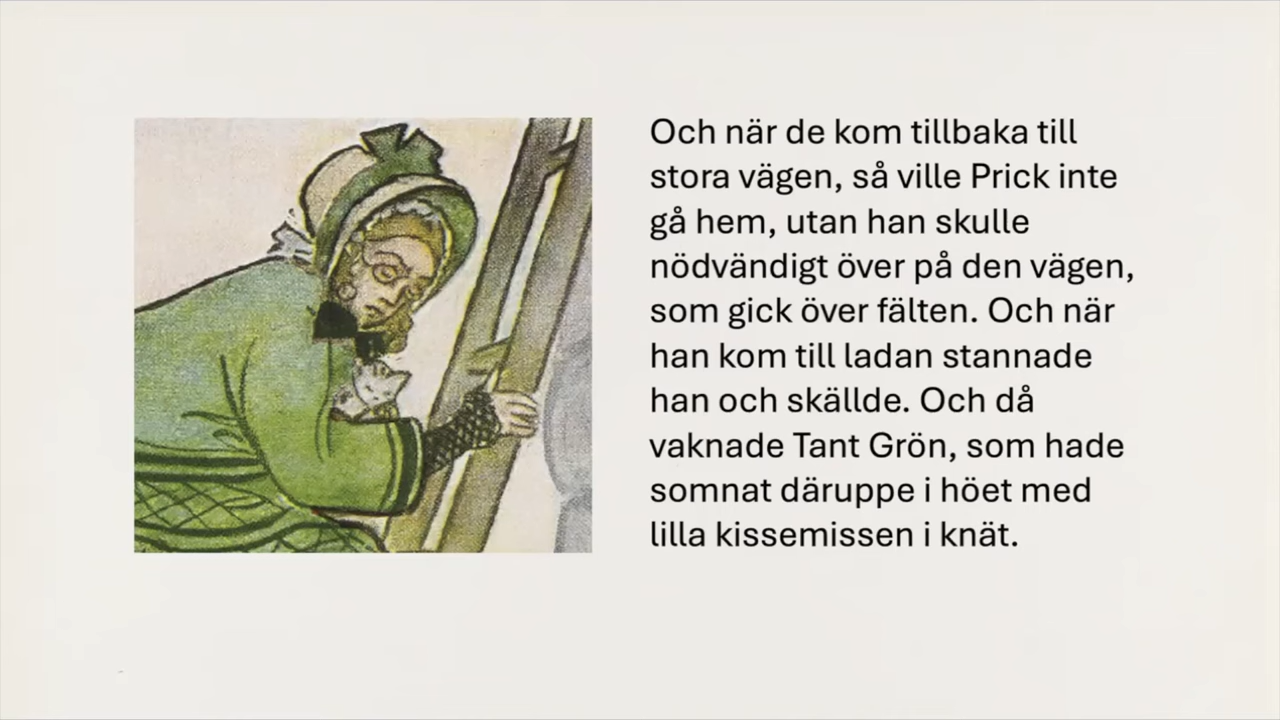 Och när de kom tillbaka till
stora vägen, så ville Prick inte
gå hem, utan han skulle
nödvändigt över på den vägen,
som gick över fälten. Och när
han kom till ladan stannade
han och skällde. Och då
vaknade Tant Grön, som hade
somnat däruppe i höet med
lilla kissemissen i knät.